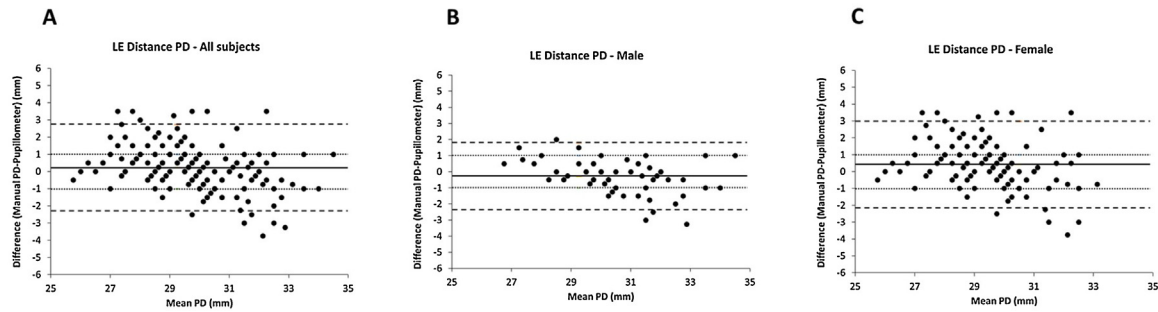 A
LE Distance PD - All subjects
Difference (Manual PD-Pupillometer) (mm)
6
5
4
3
2
1
0
-1
-2
-3
-4
-5
-6
25 27 29 31 33 35
Mean PD (mm)
B
LE Distance PD - Male
Difference (Manual PD-Pupillometer) (mm)
6
5
4
3
2
1
0
-1
-2
-3
-4
-5
-6
25 27 29 31 33 35
Mean PD (mm)
C
LE Distance PD - Female
Difference (Manual PD-Pupillometer) (mm)
6
5
4
3
2
1
0
-1
-2
-3
-4
-5
-6
25 27 29 31 33 35
Mean PD (mm)